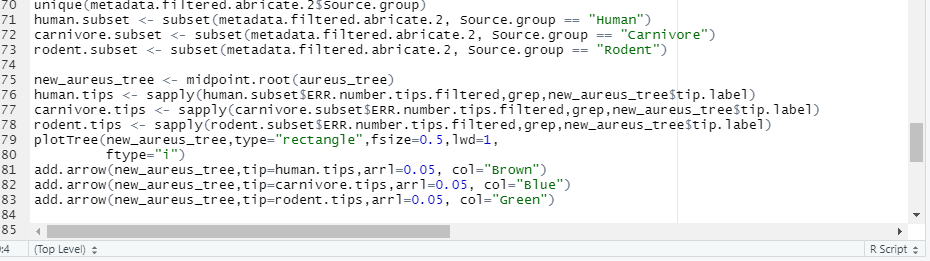 70 unique(metadata.filtered.abricate.2$Source.group)
71 human.subset <- subset(metadata.filtered.abricate.2, Source.group == "Human")
72 carnivore.subset <- subset(metadata.filtered.abricate.2, Source.group == "Carnivore")
73 rodent.subset <- subset(metadata.filtered.abricate.2, Source.group == "Rodent")
74
75 new_aureus_tree <- midpoint.root(aureus_tree)
76 human.tips <- sapply(human.subset$ERR.number.tips.filtered,grep,new_aureus_tree$tip.label)
77 carnivore.tips <- sapply(carnivore.subset$ERR.number.tips.filtered,grep,new_aureus_tree$tip.label)
78 rodent.tips <- sapply(rodent.subset$ERR.number.tips.filtered,grep,new_aureus_tree$tip.label)
79 plotTree(new_aureus_tree,type="rectangle",fsize=0.5,lwd=1,
80 ftype="i")
81 add.arrow(new_aureus_tree,tip=human.tips,arrl=0.05, col="Brown")
82 add.arrow(new_aureus_tree,tip=carnivore.tips,arrl=0.05, col="Blue")
83 add.arrow(new_aureus_tree,tip=rodent.tips,arrl=0.05, col="Green")
84
85
:4 (Top Level) R Script